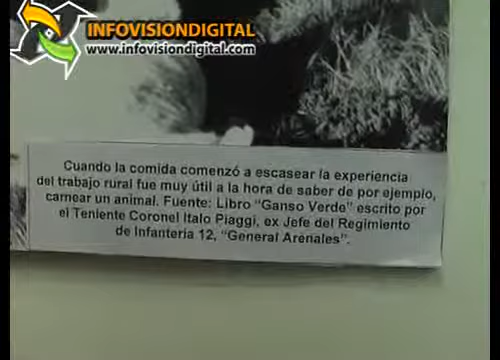 INFOVISIONDIGITAL
www.infovisiondigital.com
Cuando la comida comenzó a escasear la experiencia
del trabajo rural fue muy útil a la hora de saber de por ejemplo,
carnear un animal. Fuente: Libro "Ganso Verde" escrito por
el Teniente Coronel Italo Piaggi, ex Jefe del Regimiento
de Infantería 12, "General Arenales".